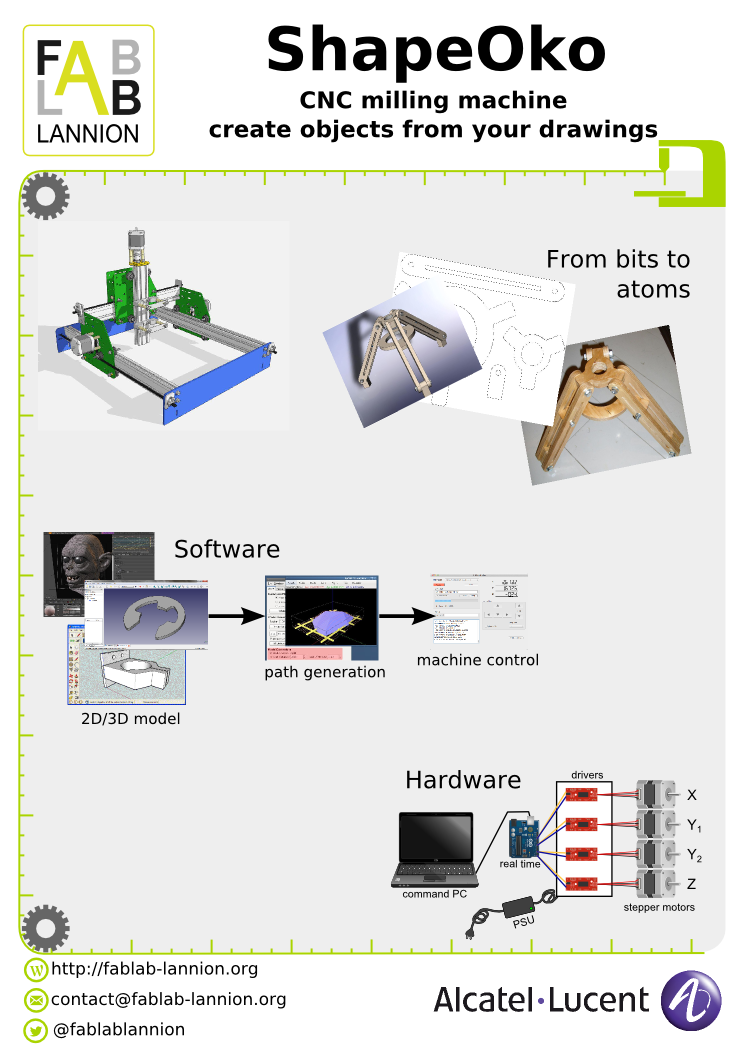 FAB
LAB
LANNION
ShapeOko
CNC milling machine
create objects from your drawings
From bits to
atoms
Software
path generation
machine control
2D/3D model
Hardware
drivers
X
Y1
Y2
Z
real time
command PC
PSU
stepper motors
http://fablab-lannion.org
contact@fablab-lannion.org
@fablablannion
Alcatel·Lucent